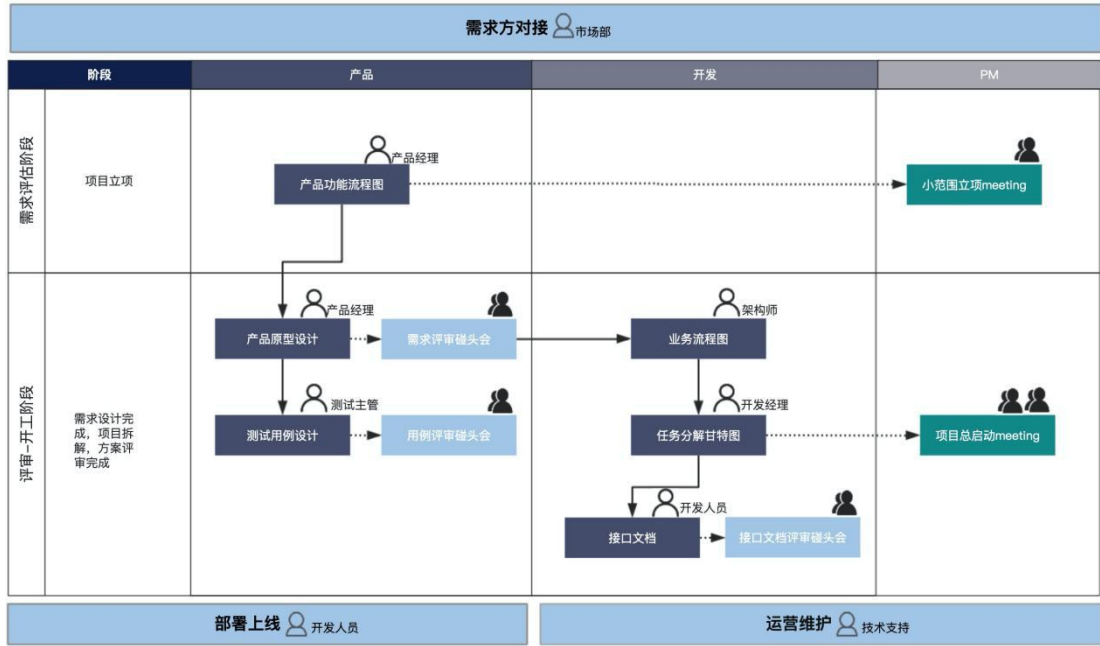 需求方对接 市场部
阶段 产品 开发 PM
需求评估阶段
项目立项
产品经理
产品功能流程图
小范围立项meeting
评审-开工阶段
需求设计完
成，项目拆
解，方案评
审完成
产品经理
产品原型设计
需求评审碰头会
架构师
业务流程图
测试主管
测试用例设计
用例评审碰头会
开发经理
任务分解甘特图
项目总启动meeting
开发人员
接口文档
接口文档评审碰头会
部署上线 开发人员
运营维护 技术支持